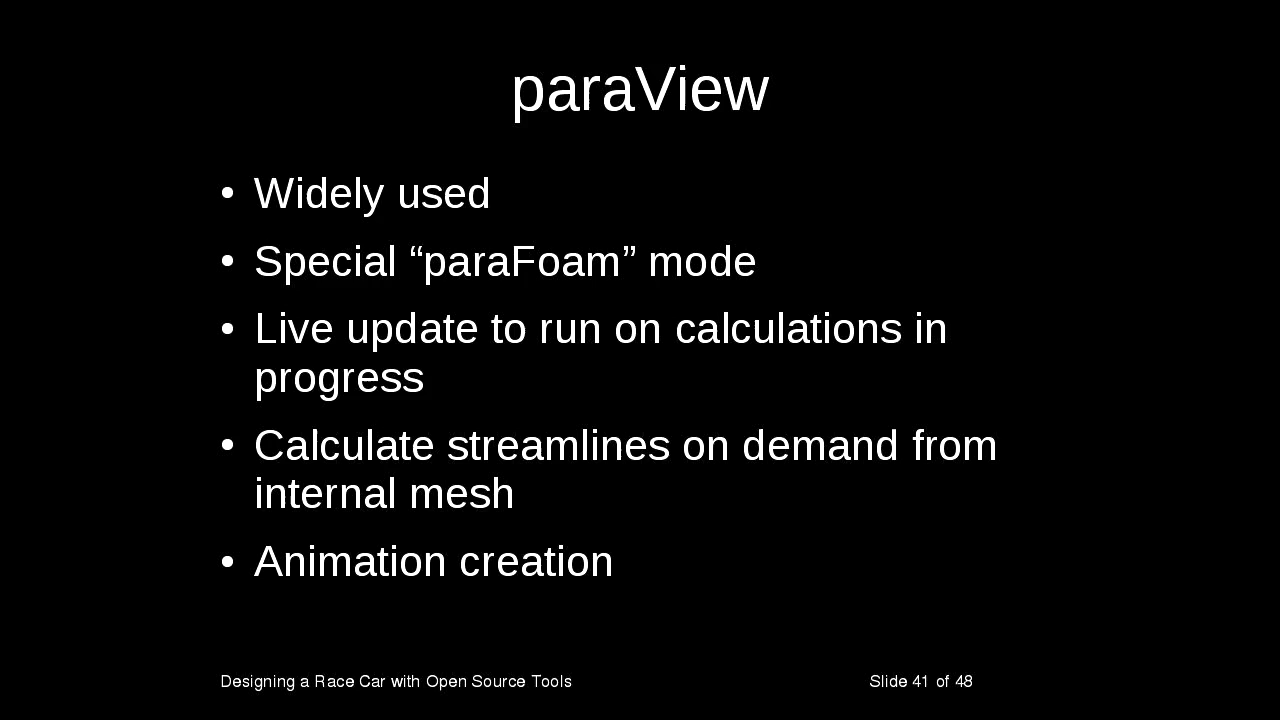 paraView
• Widely used
• Special “paraFoam” mode
• Live update to run on calculations in
progress
• Calculate streamlines on demand from
internal mesh
• Animation creation
Designing a Race Car with Open Source Tools
Slide 41 of 48